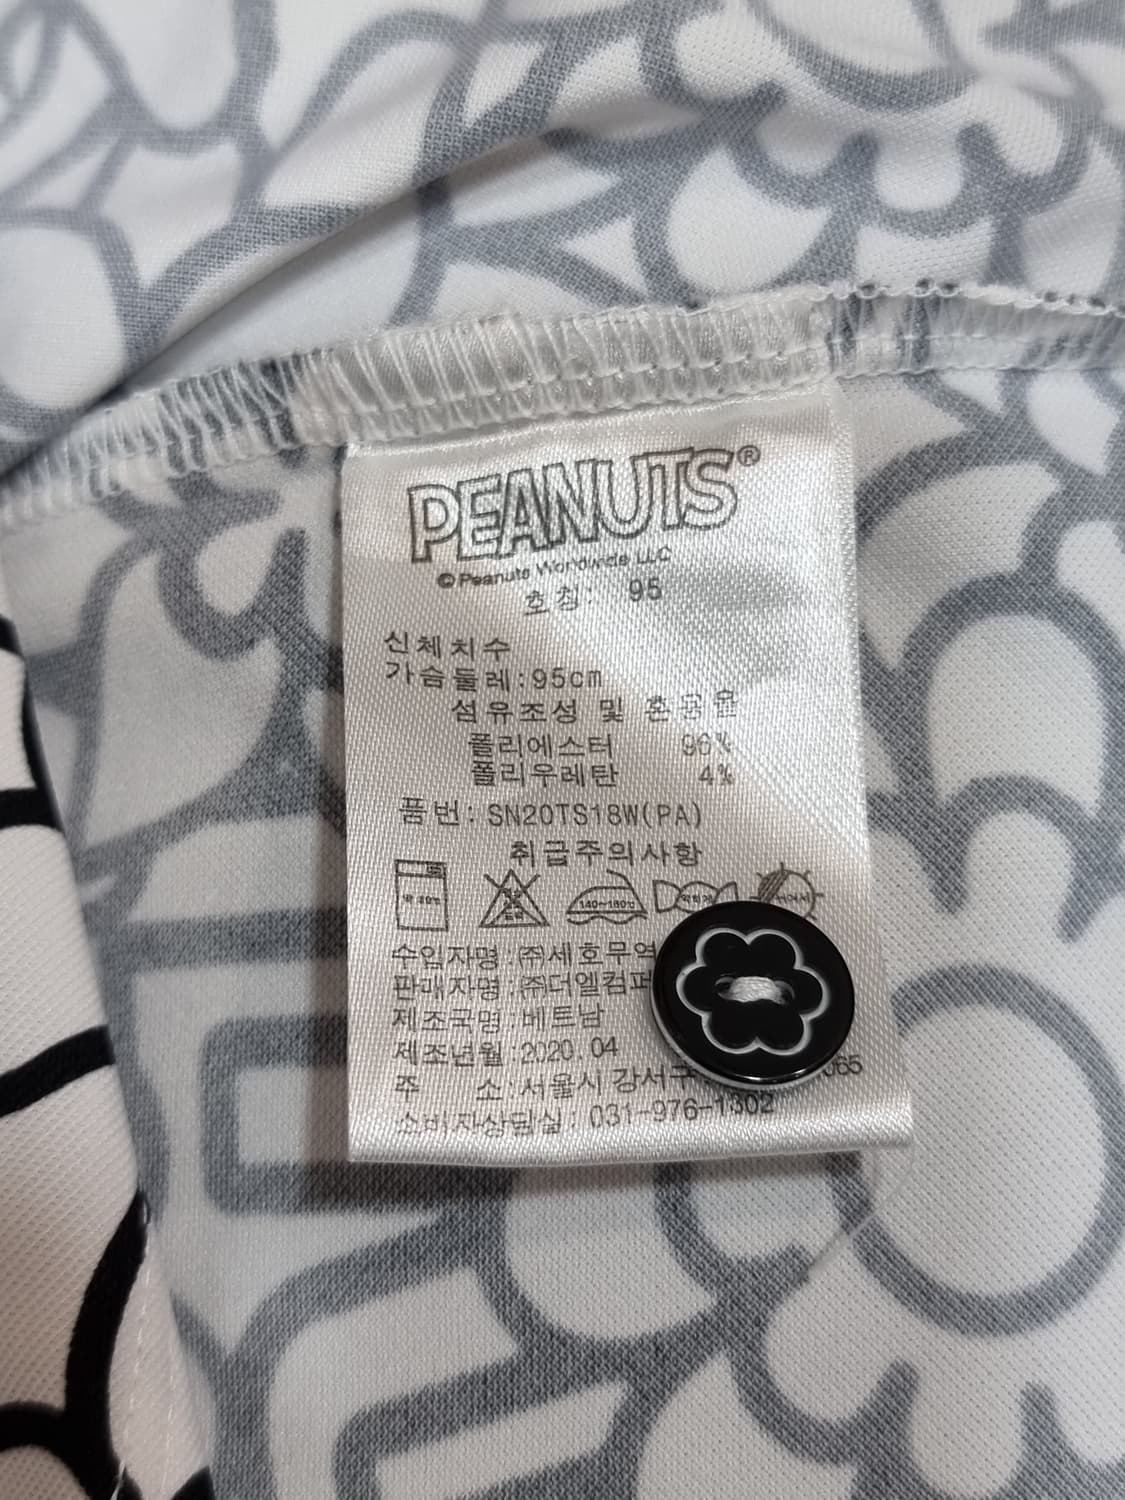 PEANUTS®
© Peanuts Worldwide LLC
호칭: 95
신체치수
가슴둘레:95cm
섬유조성 및 혼용율
폴리에스터 96%
폴리우레탄 4%
품번: SN20TS18W(PA)
취급주의사항
140~160℃
수입자명:㈜세호무역
판매자명:㈜더엘컴퍼
제조국명:베트남
제조년월:2020.04
주 소:서울시 강서구 065
소비자상담실: 031-976-1302